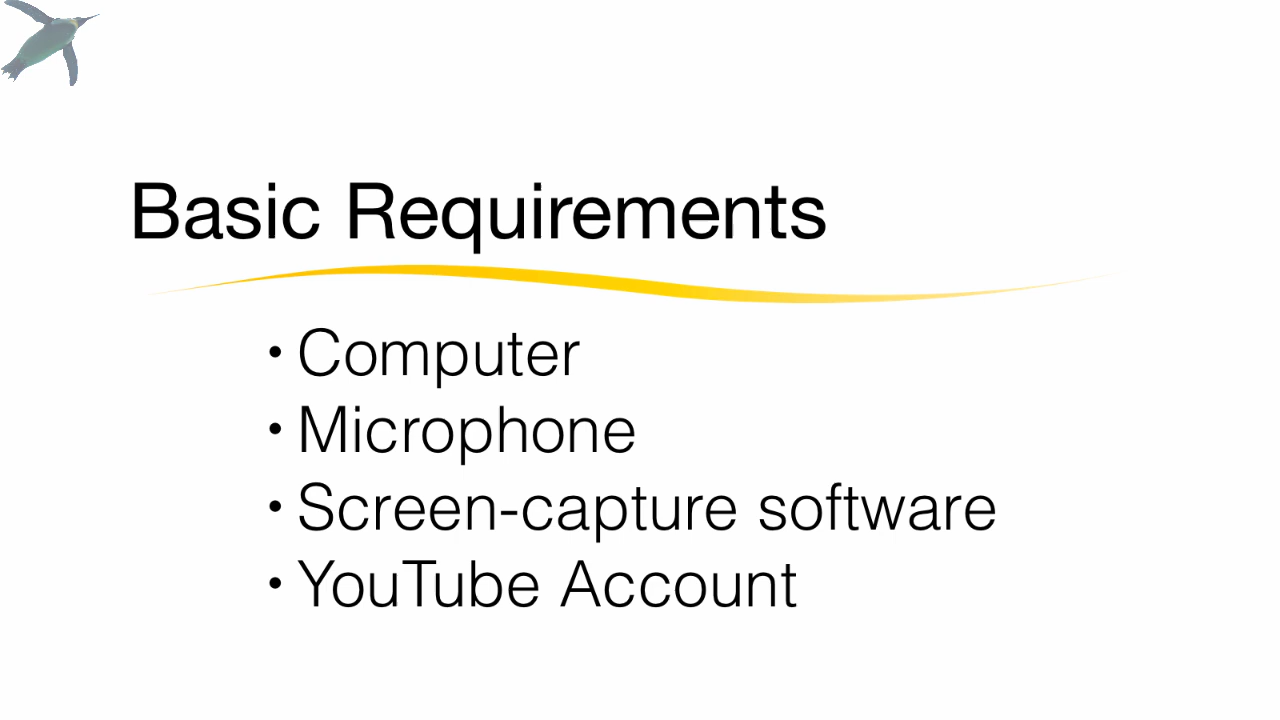 Basic Requirements
• Computer
• Microphone
• Screen-capture software
• YouTube Account